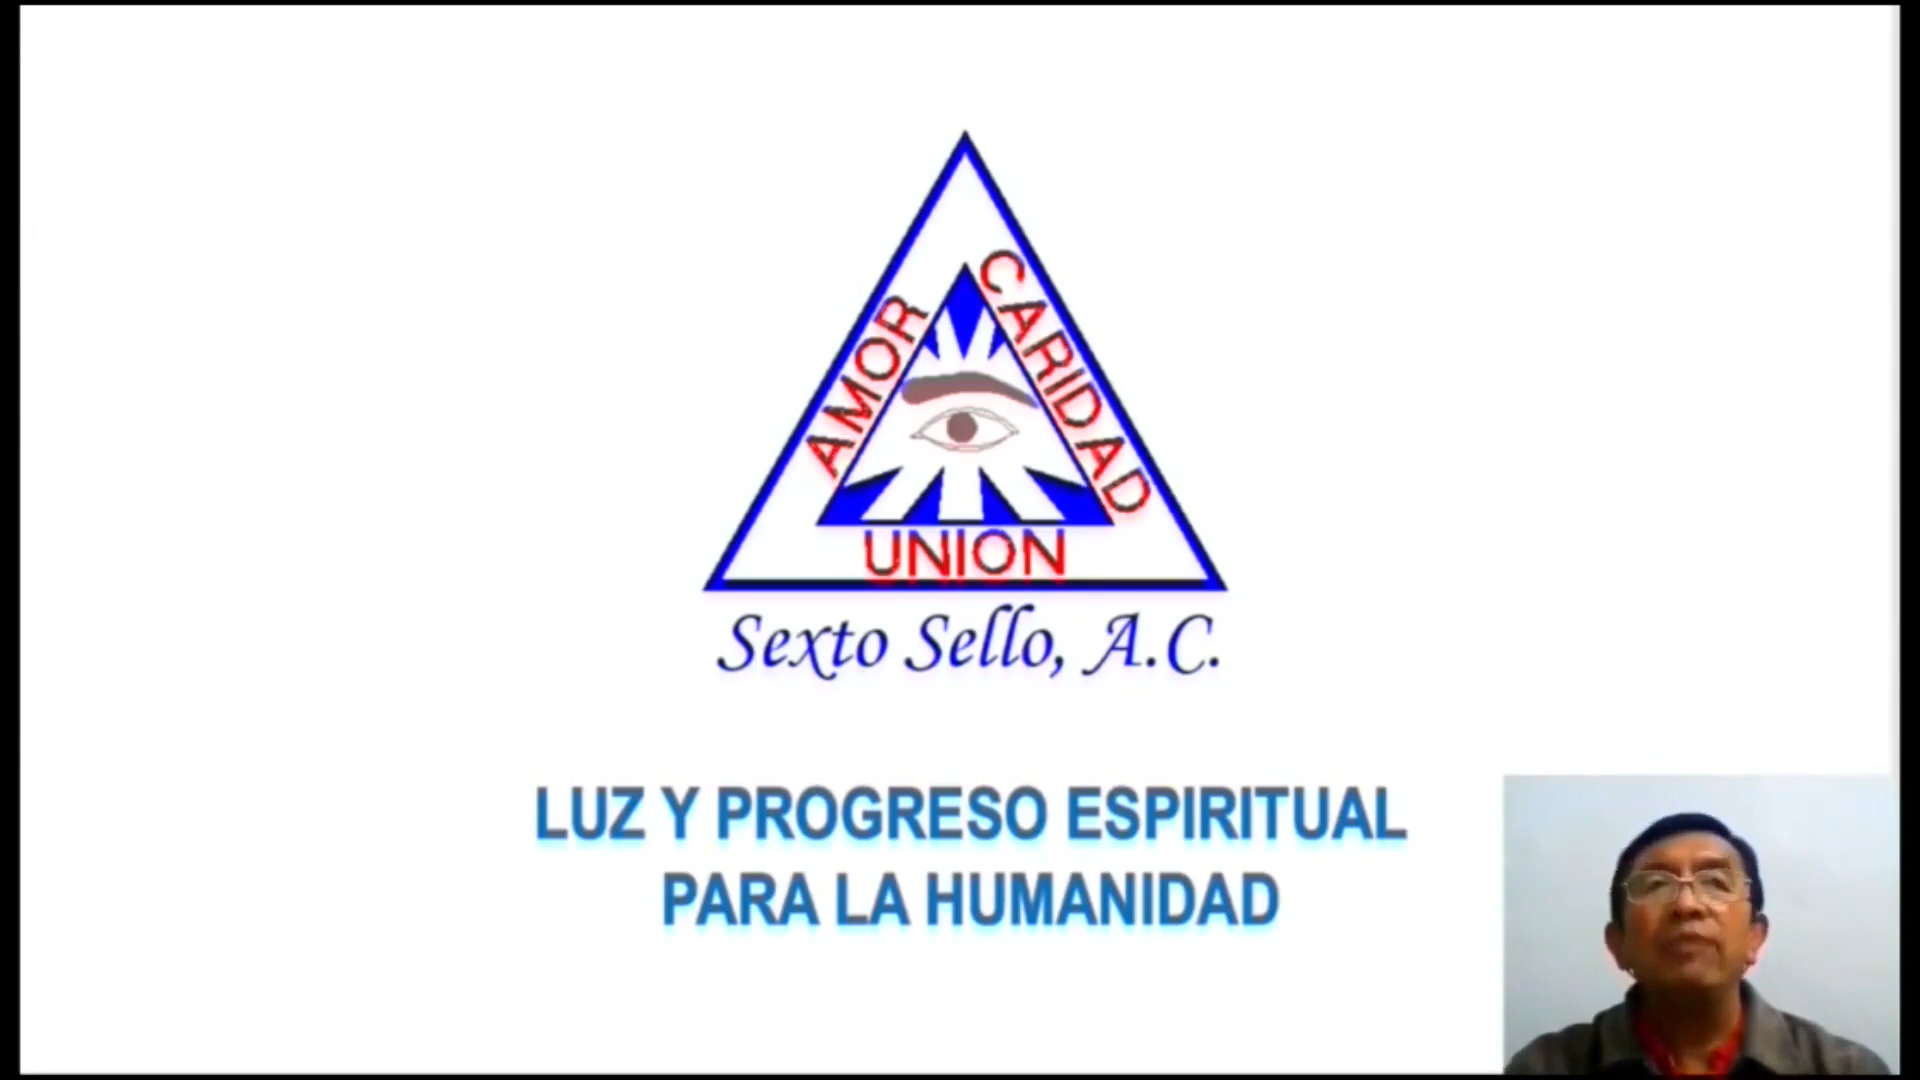 AMOR
CARIDAD
UNION
Sexto Sello, A.C.
LUZ Y PROGRESO ESPIRITUAL
PARA LA HUMANIDAD